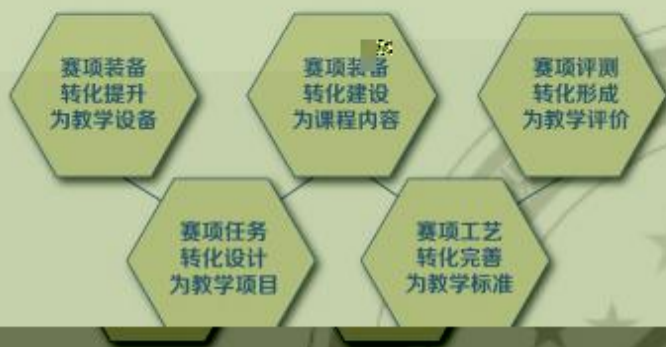 赛项装备
转化提升
为教学设备
赛项装备
转化建设
为课程内容
赛项评测
转化形成
为教学评价
赛项任务
转化设计
为教学项目
赛项工艺
转化完善
为教学标准